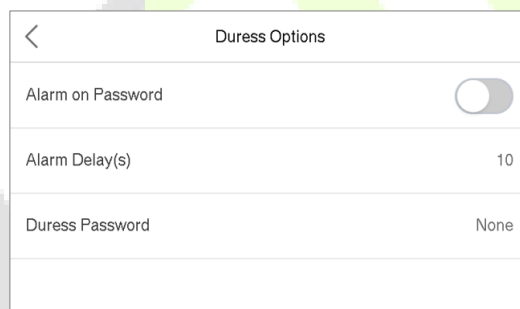 Duress Options
Alarm on Password
Alarm Delay(s) 10
Duress Password None